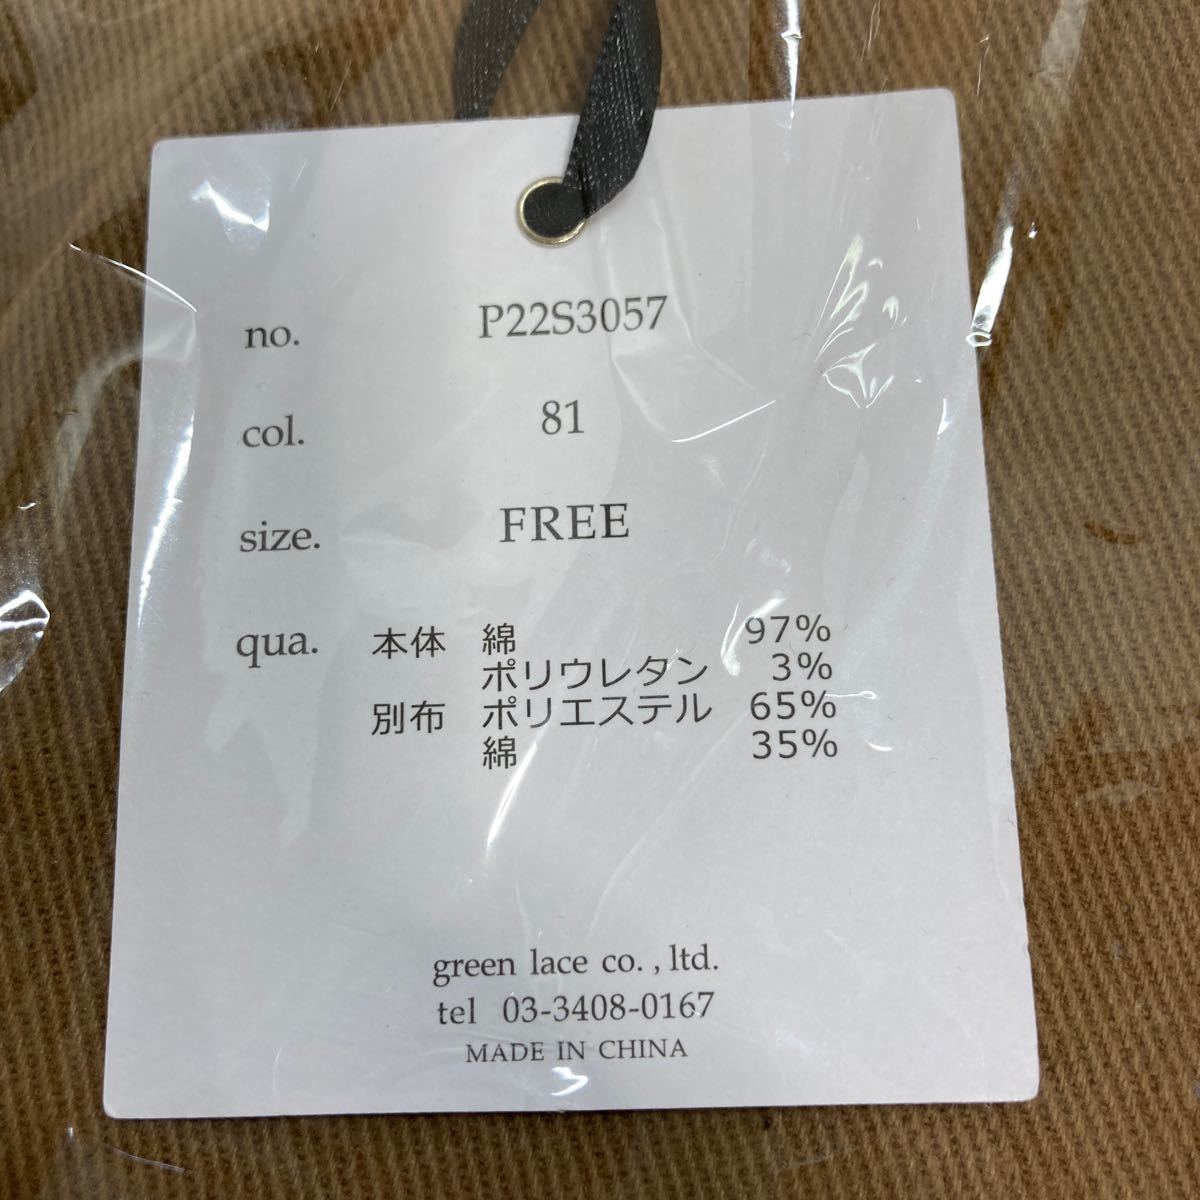 no. P22S3057
col. 81
size. FREE
qua. 本体 綿 97%
ポリウレタン 3%
別布 ポリエステル 65%
綿 35%
green lace co. , ltd.
tel 03-3408-0167
MADE IN CHINA